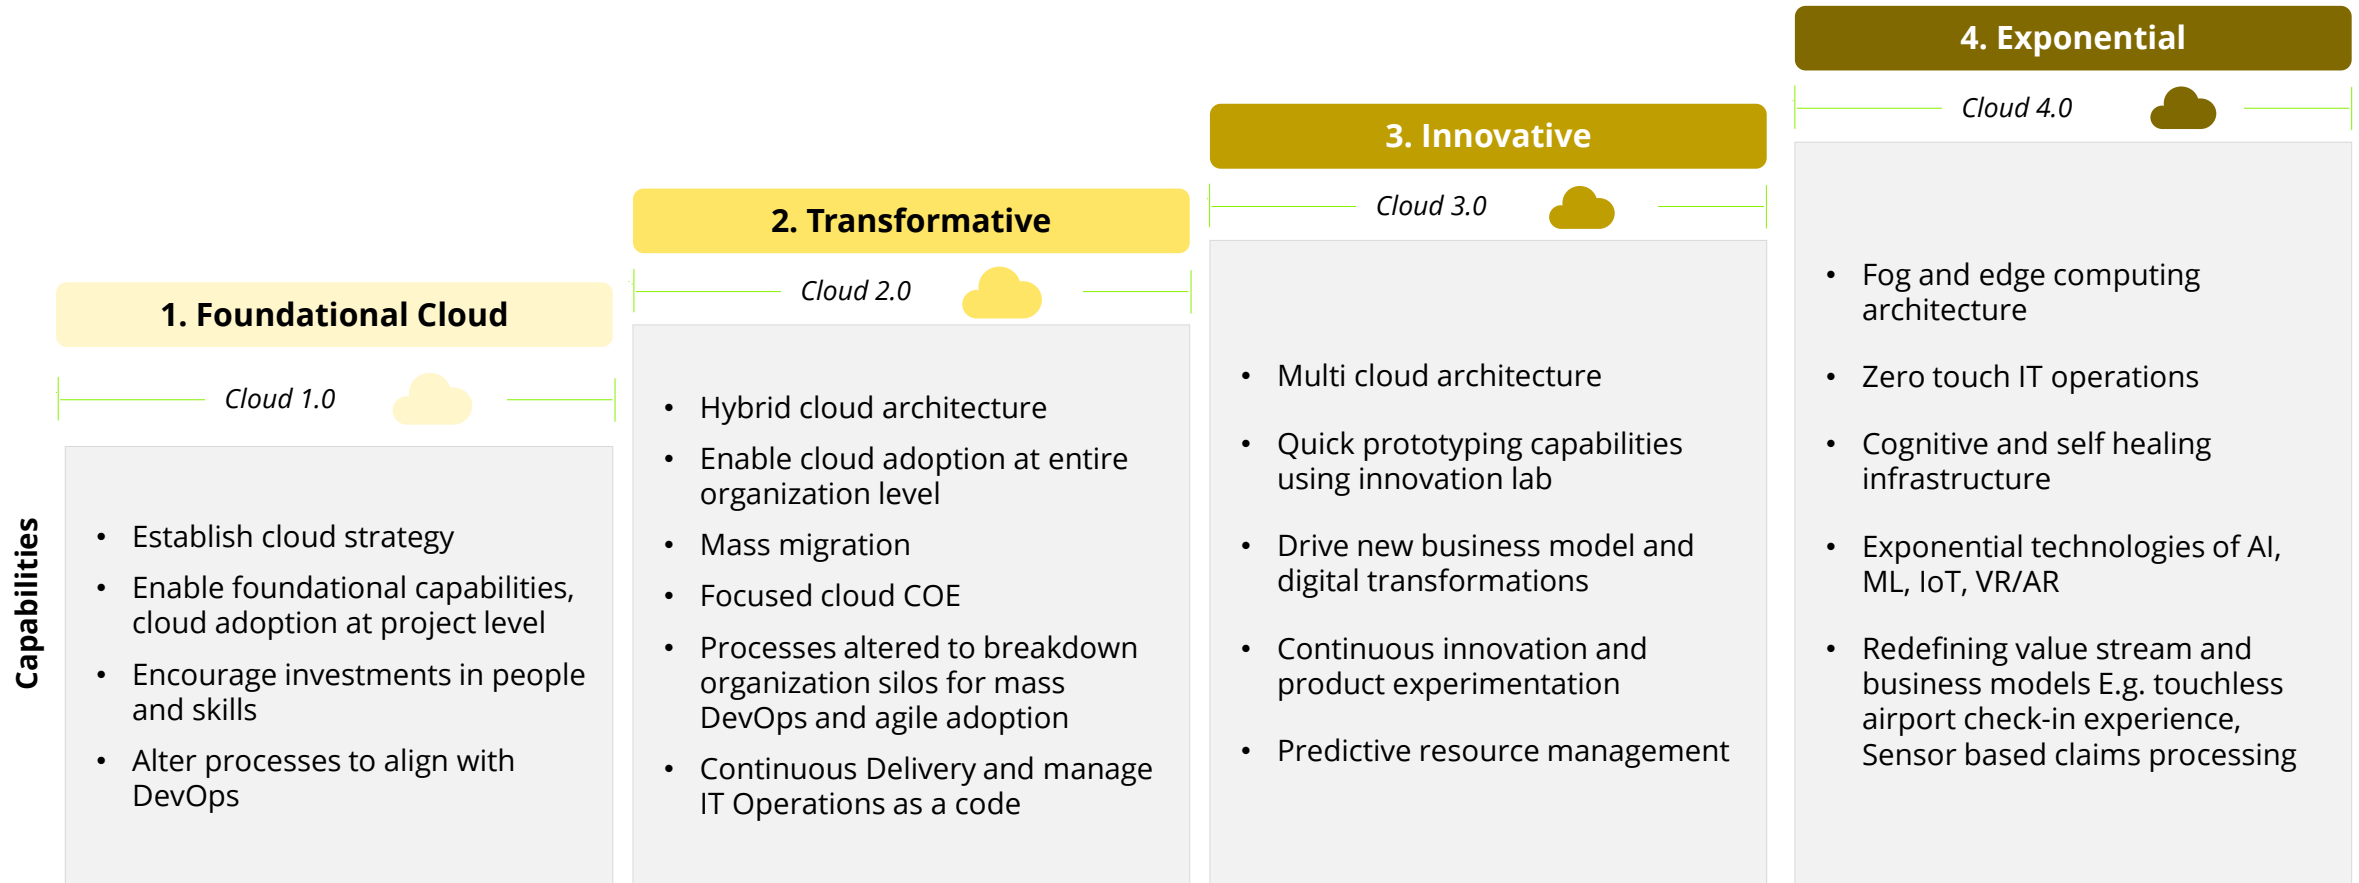 1. Foundational Cloud
Cloud 1.0
Capabilities
• Establish cloud strategy
• Enable foundational capabilities,
cloud adoption at project level
• Encourage investments in people
and skills
• Alter processes to align with
DevOps
2. Transformative
Cloud 2.0
• Hybrid cloud architecture
• Enable cloud adoption at entire
organization level
• Mass migration
• Focused cloud COE
• Processes altered to breakdown
organization silos for mass
DevOps and agile adoption
• Continuous Delivery and manage
IT Operations as a code
3. Innovative
Cloud 3.0
• Multi cloud architecture
• Quick prototyping capabilities
using innovation lab
• Drive new business model and
digital transformations
• Continuous innovation and
product experimentation
• Predictive resource management
4. Exponential
Cloud 4.0
• Fog and edge computing
architecture
• Zero touch IT operations
• Cognitive and self healing
infrastructure
• Exponential technologies of AI,
ML, IoT, VR/AR
• Redefining value stream and
business models E.g. touchless
airport check-in experience,
Sensor based claims processing